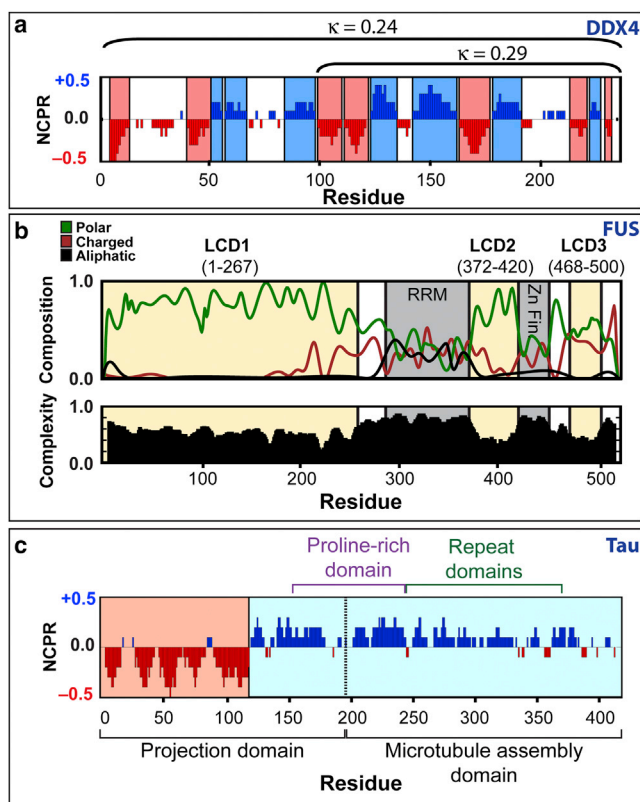 a
DDX4
κ = 0.24
κ = 0.29
NCPR
+0.5
0.0
−0.5
0 50 100 150 200
Residue
b
FUS
Polar
Charged
Aliphatic
LCD1
(1-267)
LCD2
(372-420)
LCD3
(468-500)
RRM
Zn Fin
Composition
1.0
0.0
Complexity
1.0
0.0
100 200 300 400 500
Residue
c
Tau
Proline-rich
domain
Repeat
domains
NCPR
+0.5
0.0
−0.5
0 50 100 150 200 250 300 350 400
Projection domain
Microtubule assembly
domain
Residue